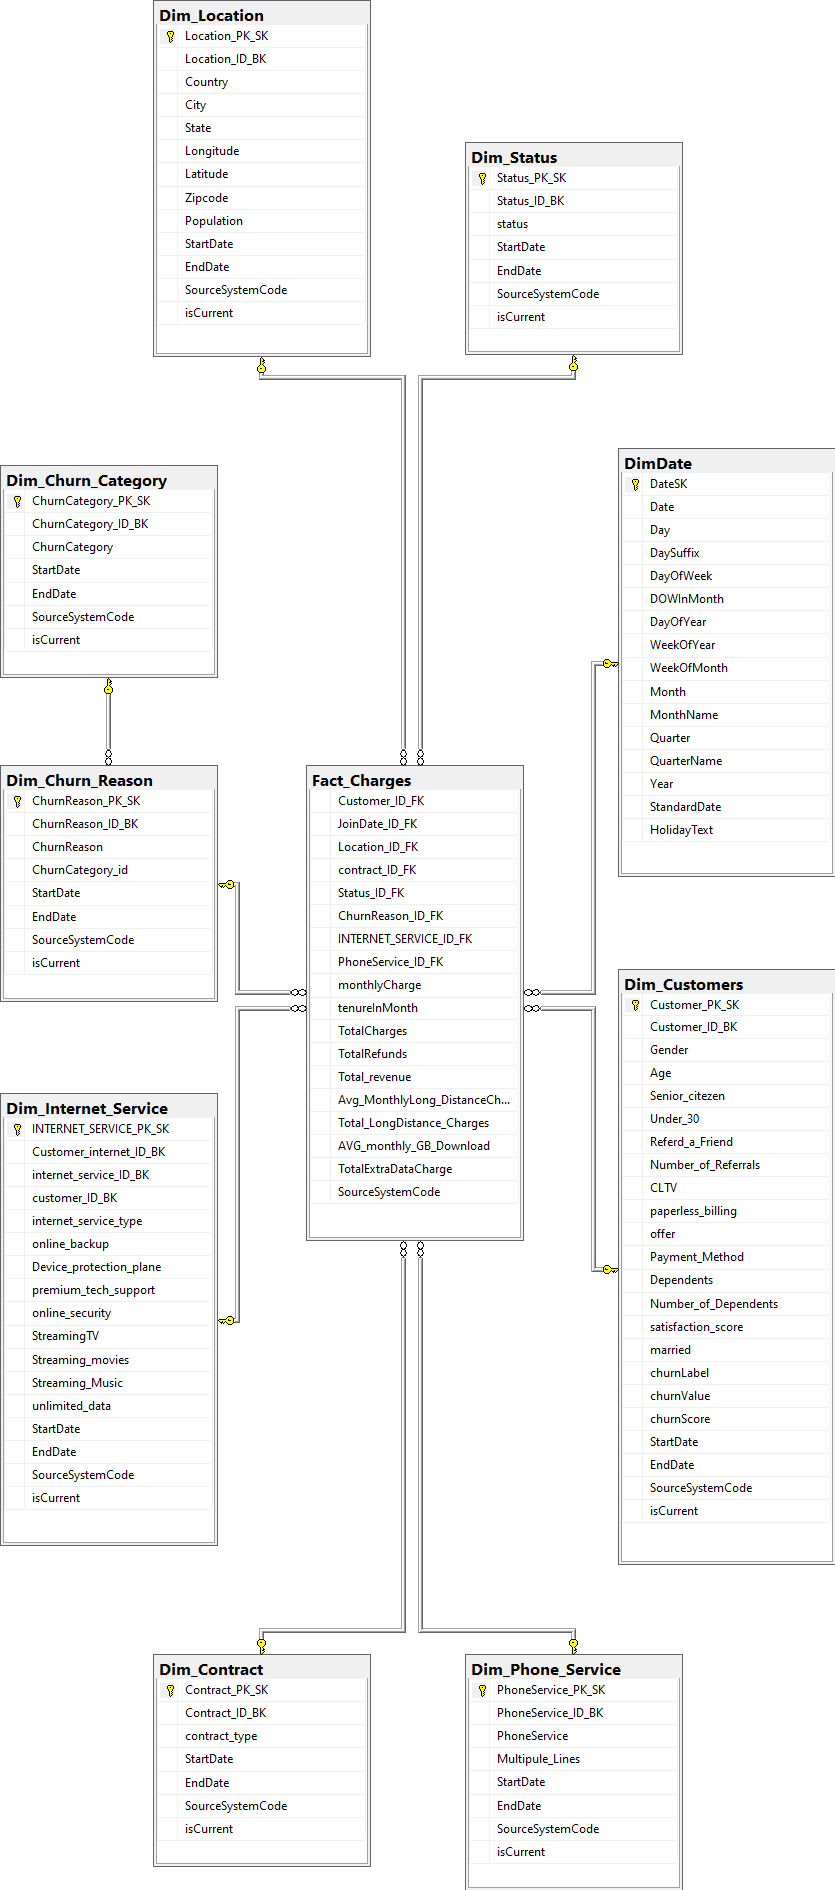 Dim_Location
Location_PK_SK
Location_ID_BK
Country
City
State
Longitude
Latitude
Zipcode
Population
StartDate
EndDate
SourceSystemCode
isCurrent
Dim_Status
Status_PK_SK
Status_ID_BK
status
StartDate
EndDate
SourceSystemCode
isCurrent
Dim_Churn_Category
ChurnCategory_PK_SK
ChurnCategory_ID_BK
ChurnCategory
StartDate
EndDate
SourceSystemCode
isCurrent
DimDate
DateSK
Date
Day
DaySuffix
DayOfWeek
DOWInMonth
DayOfYear
WeekOfYear
WeekOfMonth
Month
MonthName
Quarter
QuarterName
Year
StandardDate
HolidayText
Dim_Churn_Reason
ChurnReason_PK_SK
ChurnReason_ID_BK
ChurnReason
ChurnCategory_id
StartDate
EndDate
SourceSystemCode
isCurrent
Fact_Charges
Customer_ID_FK
JoinDate_ID_FK
Location_ID_FK
contract_ID_FK
Status_ID_FK
ChurnReason_ID_FK
INTERNET_SERVICE_ID_FK
PhoneService_ID_FK
monthlyCharge
tenureInMonth
TotalCharges
TotalRefunds
Total_revenue
Avg_MonthlyLong_DistanceCh...
Total_LongDistance_Charges
AVG_monthly_GB_Download
TotalExtraDataCharge
SourceSystemCode
Dim_Customers
Customer_PK_SK
Customer_ID_BK
Gender
Age
Senior_citezen
Under_30
Referd_a_Friend
Number_of_Referrals
CLTV
paperless_billing
offer
Payment_Method
Dependents
Number_of_Dependents
satisfaction_score
married
churnLabel
churnValue
churnScore
StartDate
EndDate
SourceSystemCode
isCurrent
Dim_Internet_Service
INTERNET_SERVICE_PK_SK
Customer_internet_ID_BK
internet_service_ID_BK
customer_ID_BK
internet_service_type
online_backup
Device_protection_plane
premium_tech_support
online_security
StreamingTV
Streaming_movies
Streaming_Music
unlimited_data
StartDate
EndDate
SourceSystemCode
isCurrent
Dim_Contract
Contract_PK_SK
Contract_ID_BK
contract_type
StartDate
EndDate
SourceSystemCode
isCurrent
Dim_Phone_Service
PhoneService_PK_SK
PhoneService_ID_BK
PhoneService
Multipule_Lines
StartDate
EndDate
SourceSystemCode
isCurrent